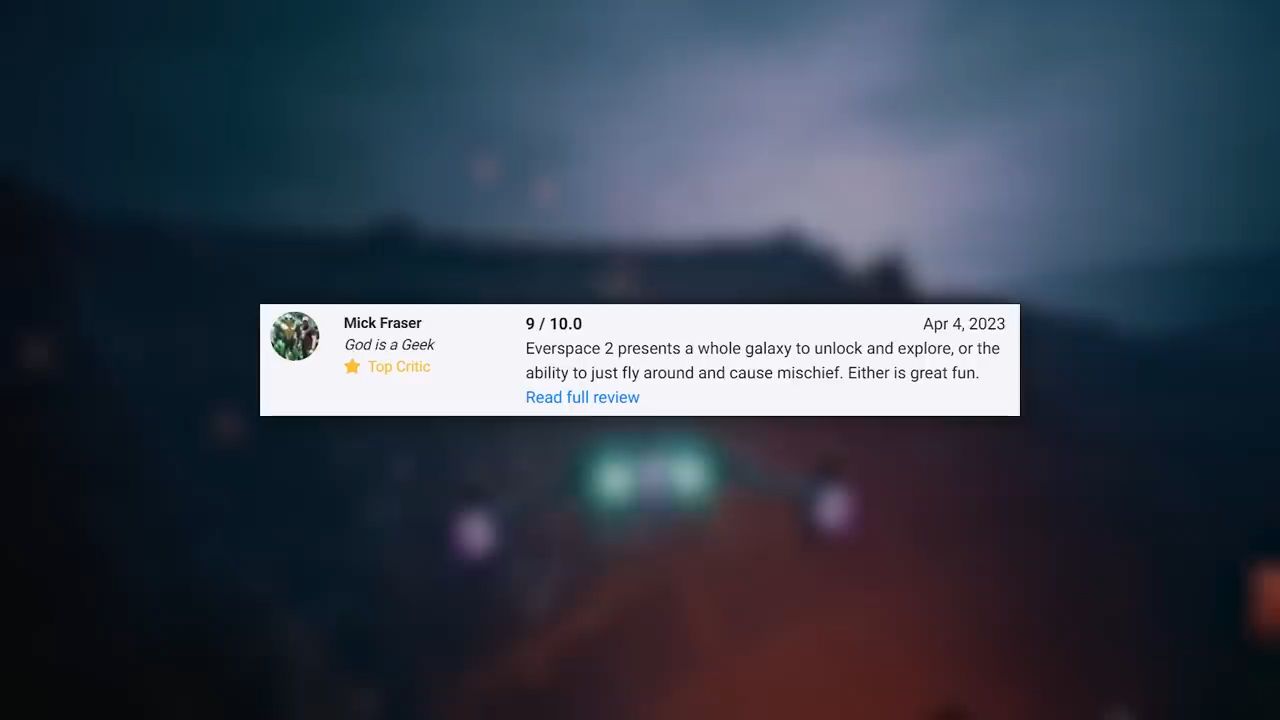 Mick Fraser
God is a Geek
Top Critic
9 / 10.0
Apr 4, 2023
Everspace 2 presents a whole galaxy to unlock and explore, or the
ability to just fly around and cause mischief. Either is great fun.
Read full review